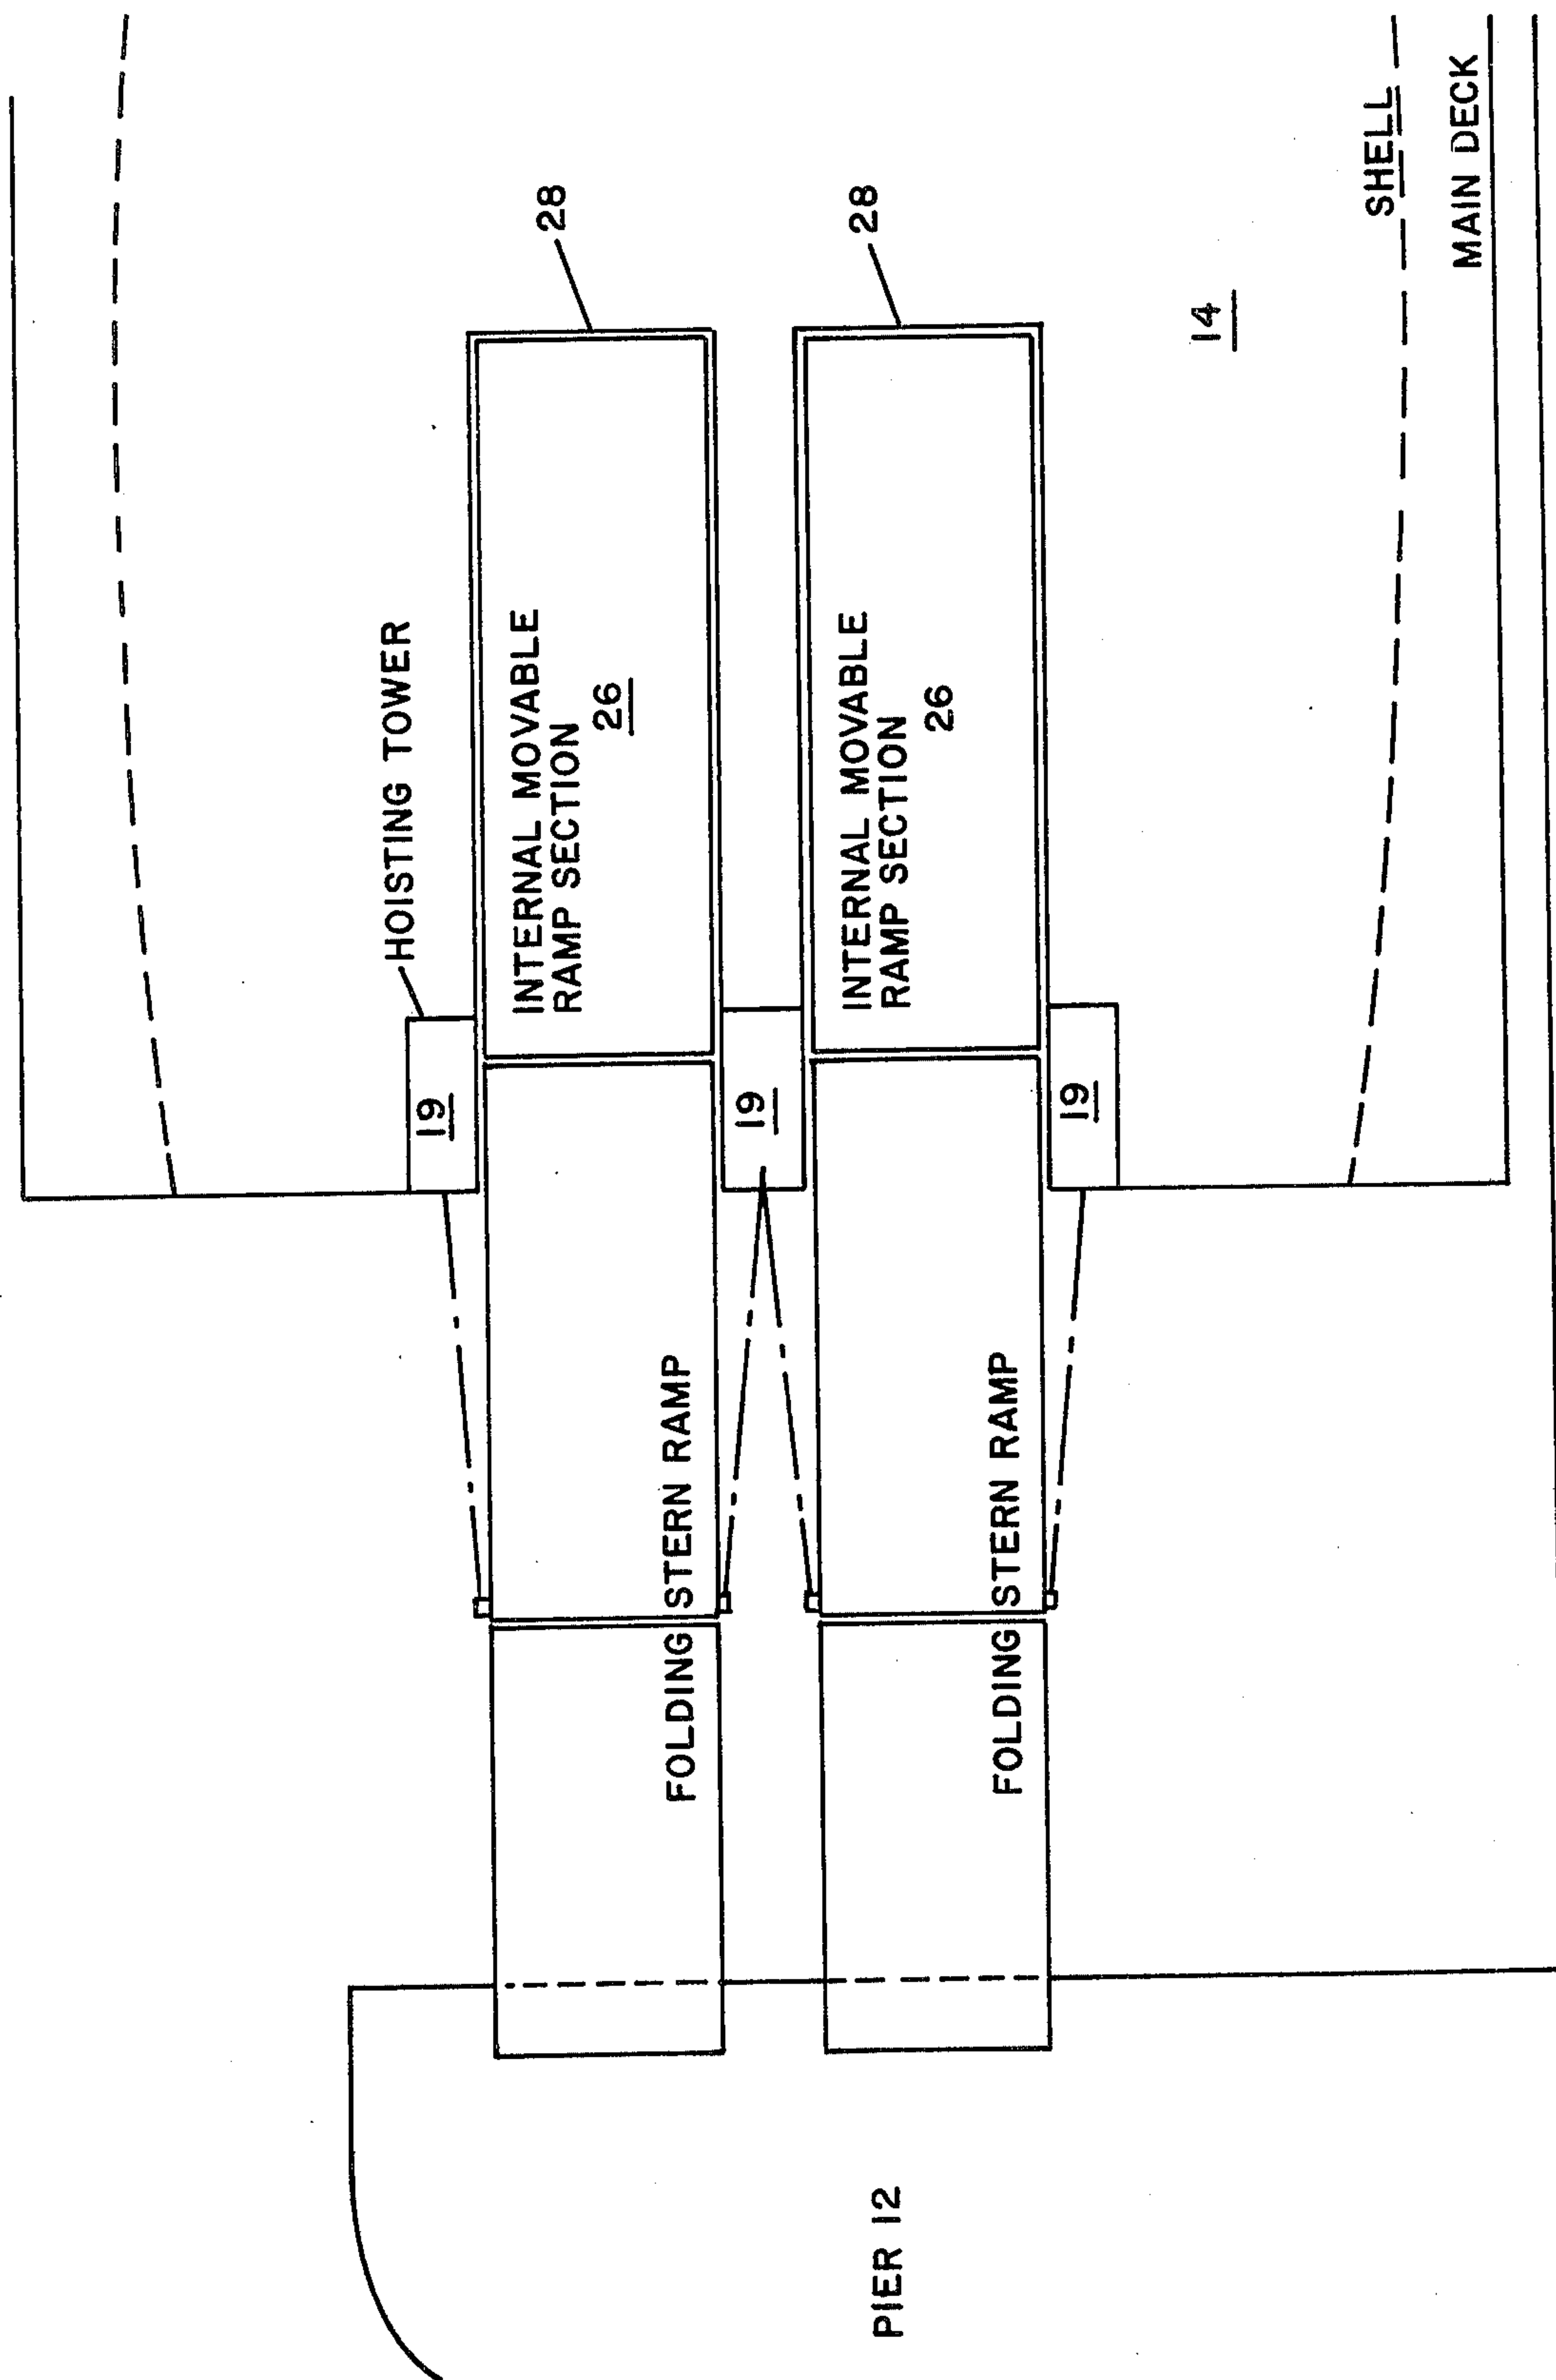 HOISTING TOWER
19
INTERNAL MOVABLE
RAMP SECTION
26
28
FOLDING STERN RAMP
19
INTERNAL MOVABLE
RAMP SECTION
26
28
PIER 12
FOLDING STERN RAMP
19
14
SHELL
MAIN DECK